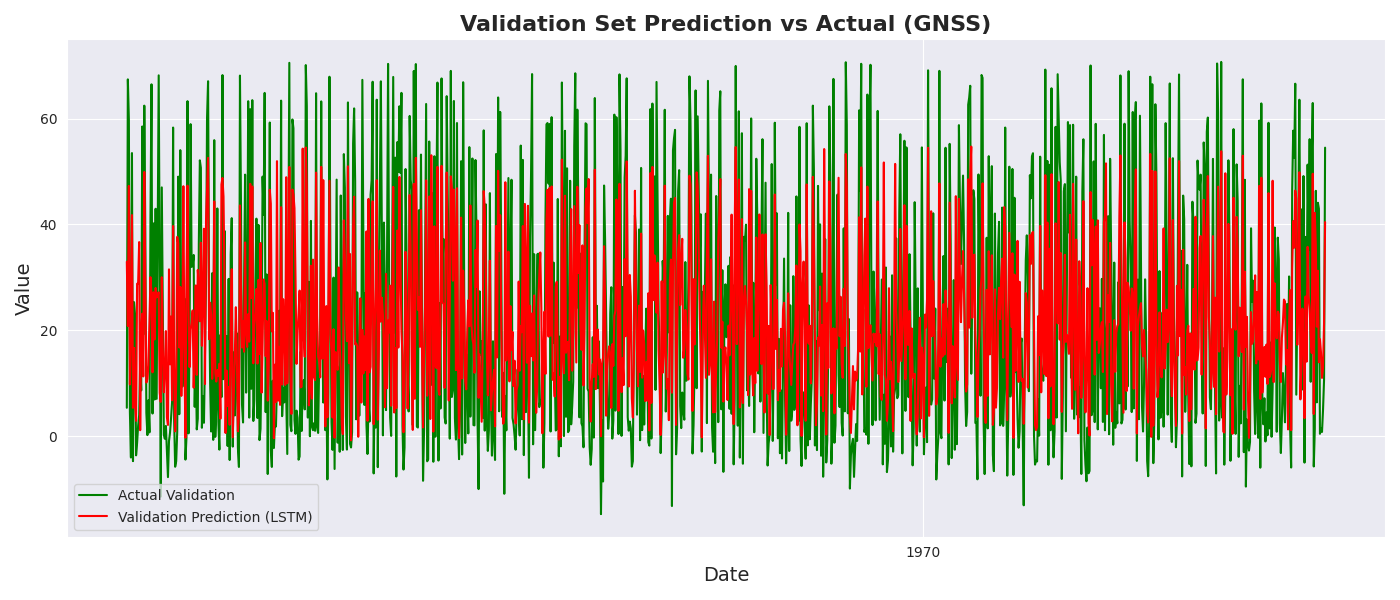 Validation Set Prediction vs Actual (GNSS)
Value
60
40
20
0
Actual Validation
Validation Prediction (LSTM)
1970
Date